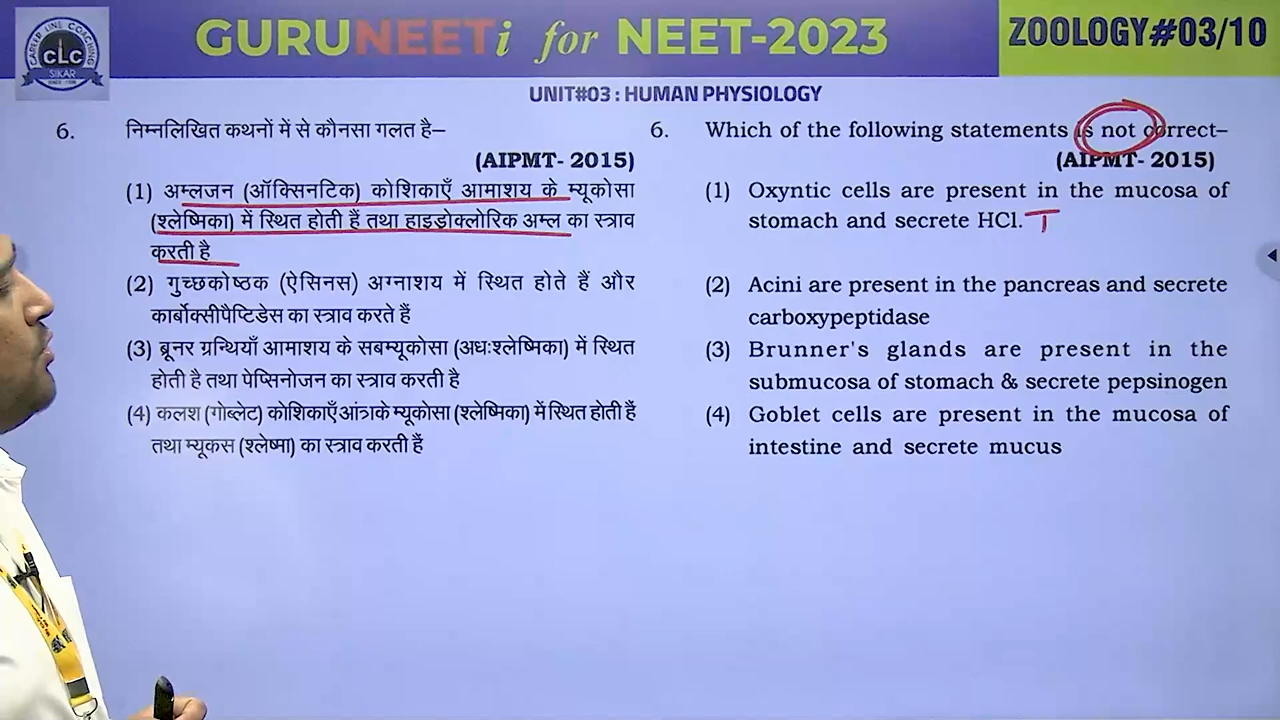 CAREER LINE COACHING
CLC
SIKAR
GURUNEETi for NEET-2023
ZOOLOGY#03/10
UNIT#03 : HUMAN PHYSIOLOGY
6. निम्नलिखित कथनों में से कौनसा गलत है–
(AIPMT- 2015)
(1) अम्लजन (ऑक्सिनटिक) कोशिकाएँ आमाशय के म्यूकोसा
(श्लेष्मिका) में स्थित होती हैं तथा हाइड्रोक्लोरिक अम्ल का स्त्राव
करती है
(2) गुच्छकोष्ठक (ऐसिनस) अग्नाशय में स्थित होते हैं और
कार्बोक्सीपैप्टिडेस का स्त्राव करते हैं
(3) ब्रूनर ग्रन्थियाँ आमाशय के सबम्यूकोसा (अधःश्लेष्मिका) में स्थित
होती है तथा पेप्सिनोजन का स्त्राव करती है
(4) कलश (गोब्लेट) कोशिकाएँ आंत्रा के म्यूकोसा (श्लेष्मिका) में स्थित होती हैं
तथा म्यूकस (श्लेष्मा) का स्त्राव करती हैं
6. Which of the following statements is not correct–
(AIPMT- 2015)
(1) Oxyntic cells are present in the mucosa of
stomach and secrete HCl. T
(2) Acini are present in the pancreas and secrete
carboxypeptidase
(3) Brunner's glands are present in the
submucosa of stomach & secrete pepsinogen
(4) Goblet cells are present in the mucosa of
intestine and secrete mucus